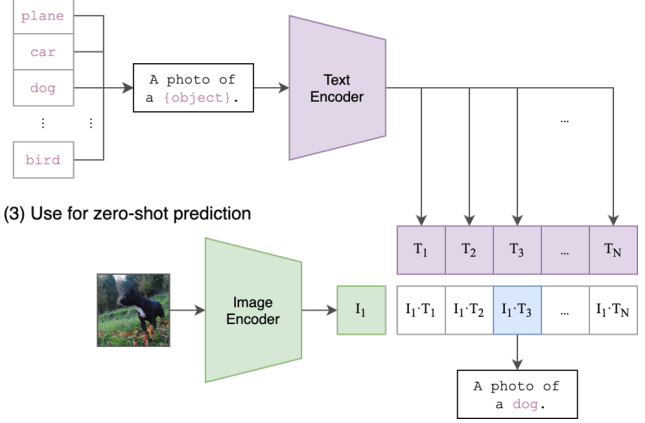 plane
car
dog
⋮ ⋮
bird
A photo of
a {object}.
Text
Encoder
...
(3) Use for zero-shot prediction
T1 T2 T3 ... TN
Image
Encoder
I1
I1·T1 I1·T2 I1·T3 ... I1·TN
A photo of
a dog.